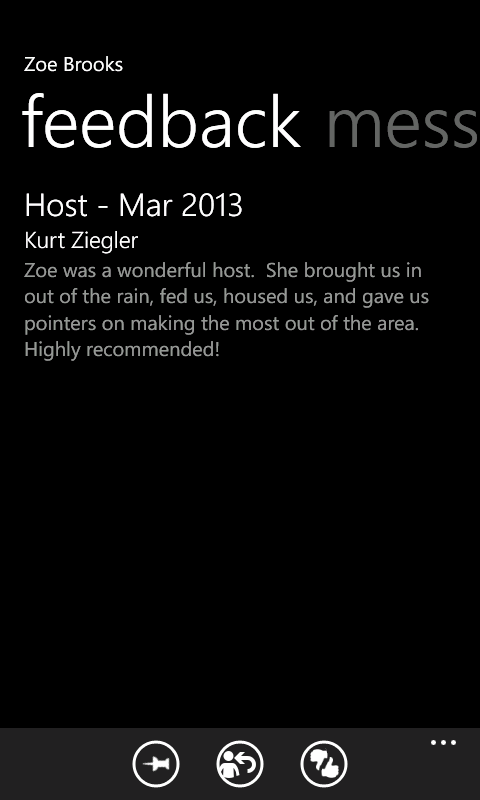 Zoe Brooks
feedback mess
Host - Mar 2013
Kurt Ziegler
Zoe was a wonderful host.  She brought us in
out of the rain, fed us, housed us, and gave us
pointers on making the most out of the area.
Highly recommended!